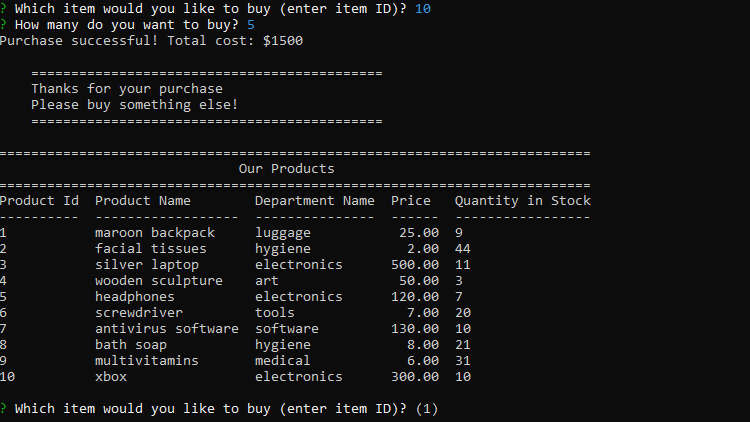 ? Which item would you like to buy (enter item ID)? 10
? How many do you want to buy? 5
Purchase successful! Total cost: $1500
============================================
Thanks for your purchase
Please buy something else!
============================================
==========================================================================
Our Products
==========================================================================
Product Id  Product Name        Department Name  Price   Quantity in Stock
----------  ------------------  ---------------  ------  -----------------
1           maroon backpack     luggage           25.00  9
2           facial tissues      hygiene            2.00  44
3           silver laptop       electronics      500.00  11
4           wooden sculpture    art               50.00  3
5           headphones          electronics      120.00  7
6           screwdriver         tools              7.00  20
7           antivirus software  software         130.00  10
8           bath soap           hygiene            8.00  21
9           multivitamins       medical            6.00  31
10          xbox                electronics      300.00  10
? Which item would you like to buy (enter item ID)? (1)